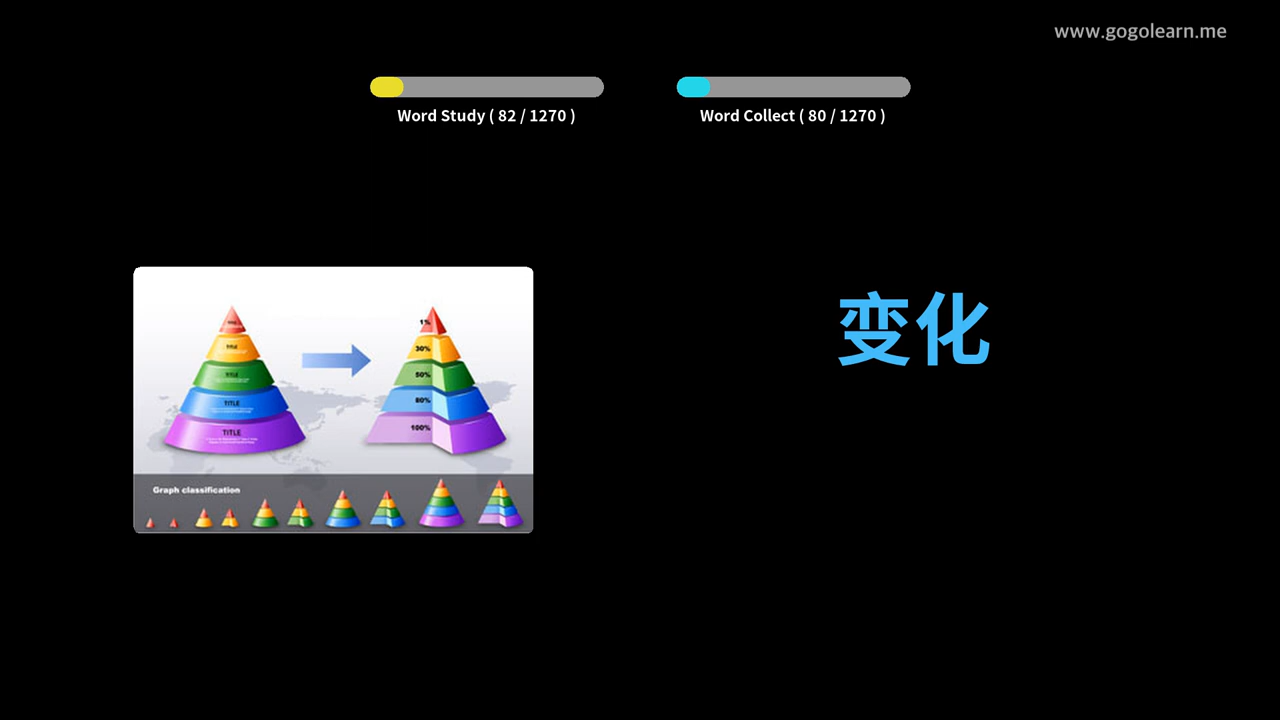 www.gogolearn.me
Word Study ( 82 / 1270 )
Word Collect ( 80 / 1270 )
变化
TITLE
TITLE
TITLE
TITLE
1%
30%
50%
80%
100%
Graph classification